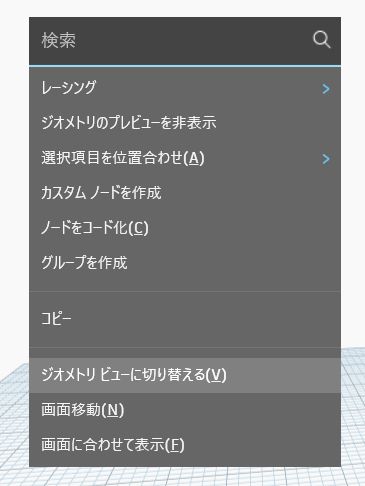 検索
レーシング
ジオメトリのプレビューを非表示
選択項目を位置合わせ(A)
カスタム ノードを作成
ノードをコード化(C)
グループを作成
コピー
ジオメトリ ビューに切り替える(V)
画面移動(N)
画面に合わせて表示(F)